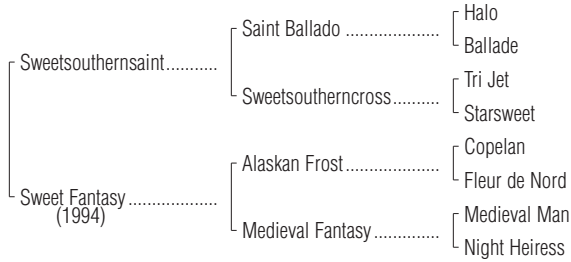 Halo
Saint Ballado ...................
Ballade
Sweetsouthernsaint...........
Tri Jet
Sweetsoutherncross..........
Starsweet
Copelan
Alaskan Frost...................
Fleur de Nord
Sweet Fantasy ..................
(1994)
Medieval Man
Medieval Fantasy..............
Night Heiress